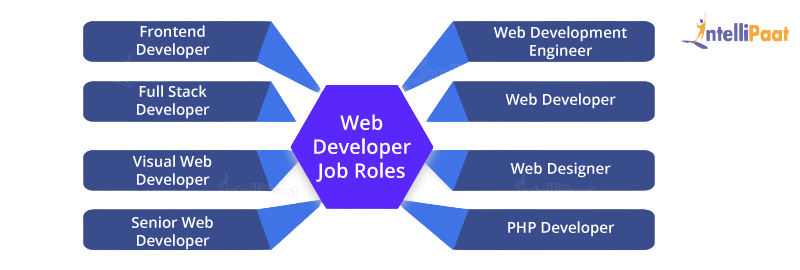 Frontend
Developer
Full Stack
Developer
Visual Web
Developer
Senior Web
Developer
Web
Developer
Job Roles
Web Development
Engineer
Web Developer
Web Designer
PHP Developer
intelliPaat